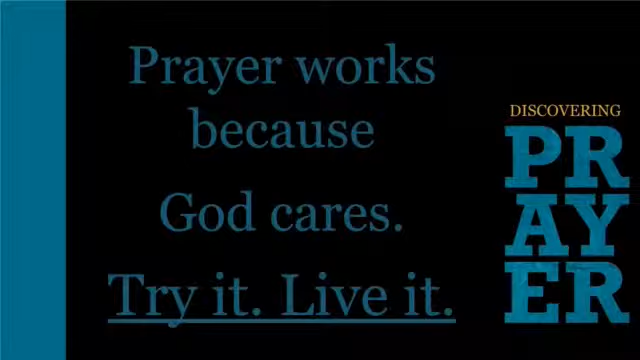 Prayer works
because
God cares.
Try it. Live it.
DISCOVERING
PR
AY
ER